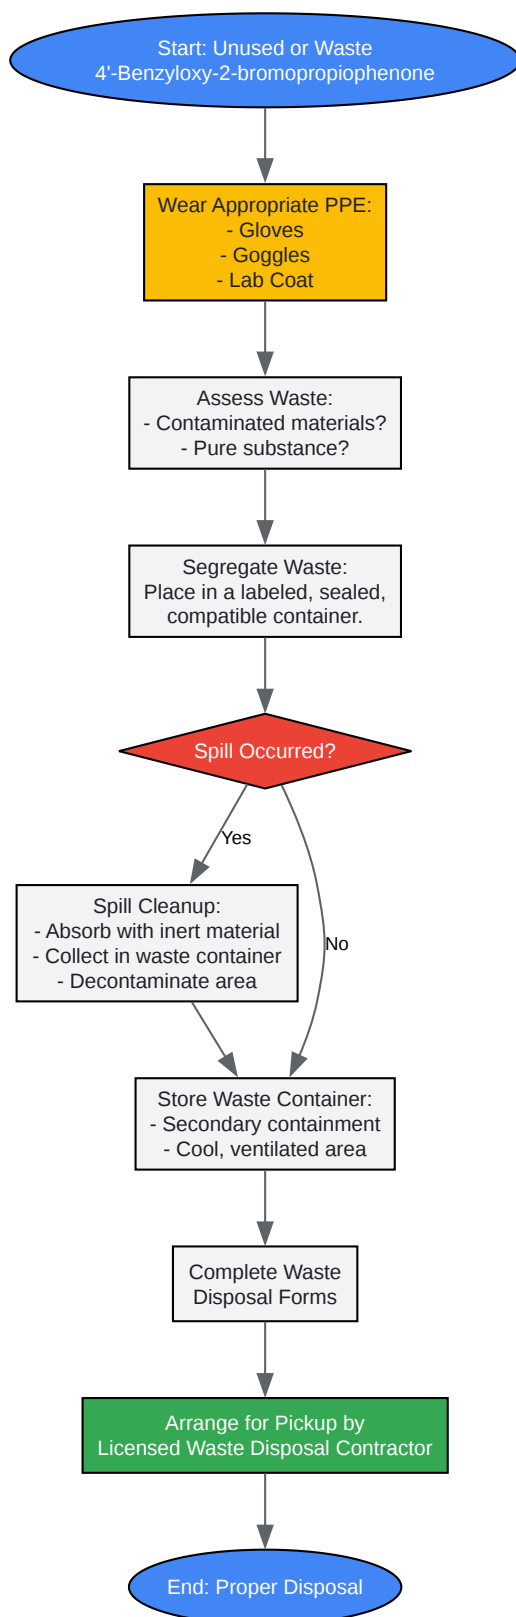 Start: Unused or Waste
4'-Benzyloxy-2-bromopropiophenone
Wear Appropriate PPE:
- Gloves
- Goggles
- Lab Coat
Assess Waste:
- Contaminated materials?
- Pure substance?
Segregate Waste:
Place in a labeled, sealed,
compatible container.
Spill Occurred?
Yes
Spill Cleanup:
- Absorb with inert material
- Collect in waste container
- Decontaminate area
No
Store Waste Container:
- Secondary containment
- Cool, ventilated area
Complete Waste
Disposal Forms
Arrange for Pickup by
Licensed Waste Disposal Contractor
End: Proper Disposal